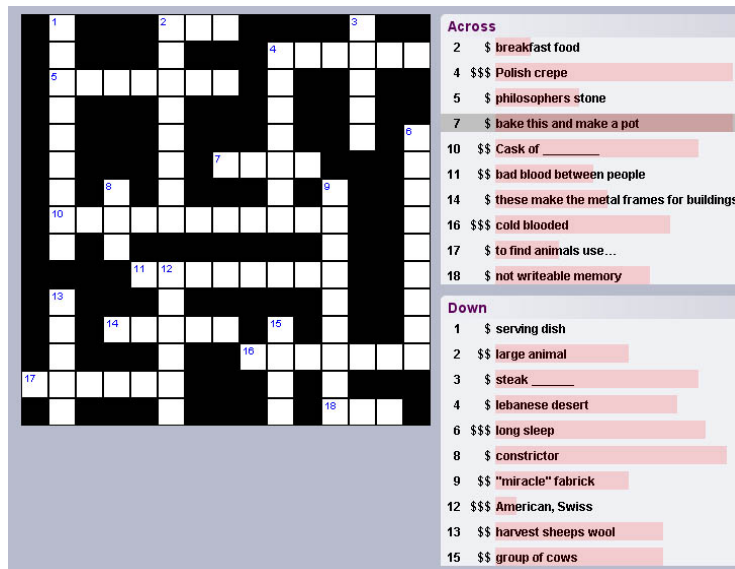 1
2
3
4
5
6
7
8
9
10
11 12
13
14
15
16
17
18
Across
2 $ breakfast food
4 $$$ Polish crepe
5 $ philosophers stone
7 $ bake this and make a pot
10 $$ Cask of ________
11 $$ bad blood between people
14 $ these make the metal frames for buildings
16 $$$ cold blooded
17 $ to find animals use...
18 $ not writeable memory
Down
1 $ serving dish
2 $$ large animal
3 $ steak ______
4 $ lebanese desert
6 $$$ long sleep
8 $ constrictor
9 $$ "miracle" fabrick
12 $$$ American, Swiss
13 $$ harvest sheeps wool
15 $$ group of cows